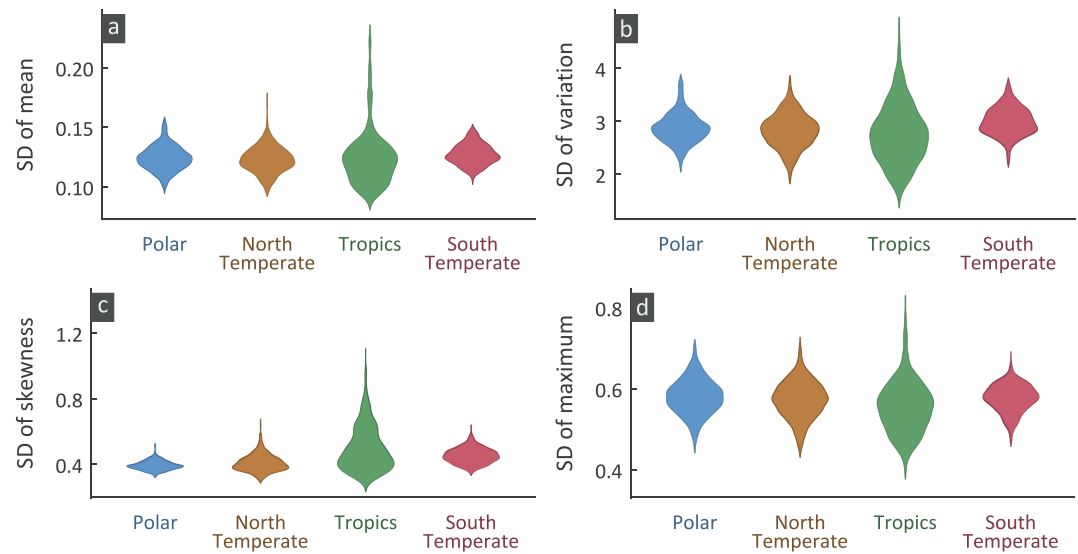 a
SD of mean
0.20
0.15
0.10
Polar
North
Temperate
Tropics
South
Temperate
b
SD of variation
4
3
2
Polar
North
Temperate
Tropics
South
Temperate
c
SD of skewness
1.2
0.8
0.4
Polar
North
Temperate
Tropics
South
Temperate
d
SD of maximum
0.8
0.6
0.4
Polar
North
Temperate
Tropics
South
Temperate